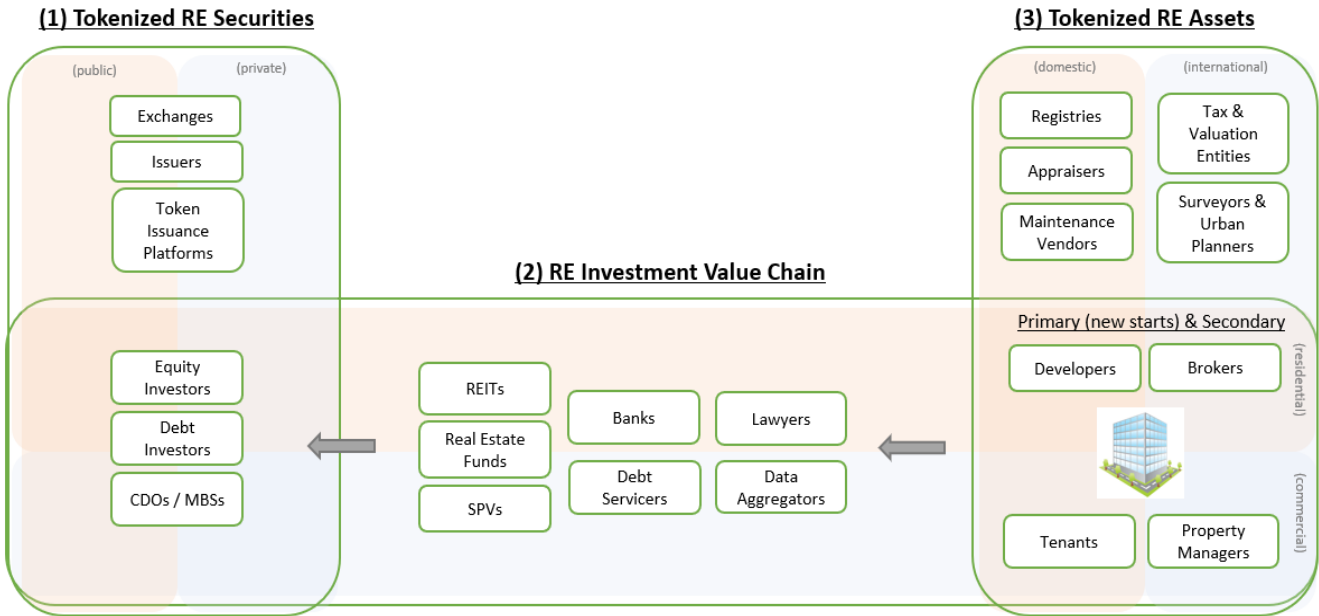 (1) Tokenized RE Securities
(public)
(private)
Exchanges
Issuers
Token
Issuance
Platforms
Equity
Investors
Debt
Investors
CDOs / MBSs
(2) RE Investment Value Chain
REITs
Real Estate
Funds
SPVs
Banks
Debt
Servicers
Lawyers
Data
Aggregators
(3) Tokenized RE Assets
(domestic)
(international)
Registries
Appraisers
Maintenance
Vendors
Tax &
Valuation
Entities
Surveyors &
Urban
Planners
Primary (new starts) & Secondary
Developers
Brokers
(residential)
Tenants
Property
Managers
(commercial)